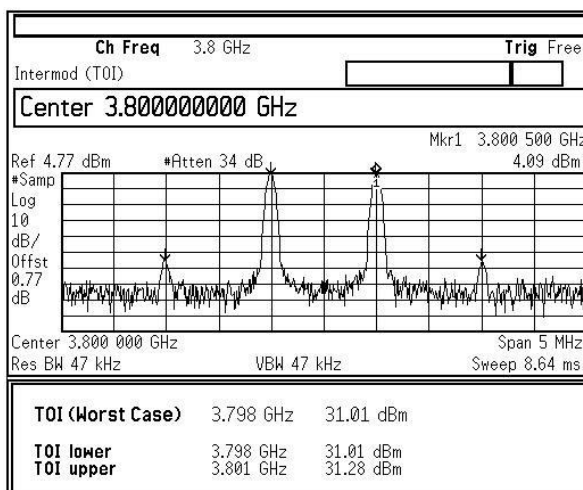 Ch Freq 3.8 GHz Trig Free
Intermod (TOI)
Center 3.800000000 GHz
Mkr1 3.800 500 GHz
Ref 4.77 dBm #Atten 34 dB 4.09 dBm
#Samp
Log
10
dB/
Offst
0.77
dB
1
Center 3.800 000 GHz Span 5 MHz
Res BW 47 kHz VBW 47 kHz Sweep 8.64 ms
TOI (Worst Case) 3.798 GHz 31.01 dBm
TOI lower 3.798 GHz 31.01 dBm
TOI upper 3.801 GHz 31.28 dBm